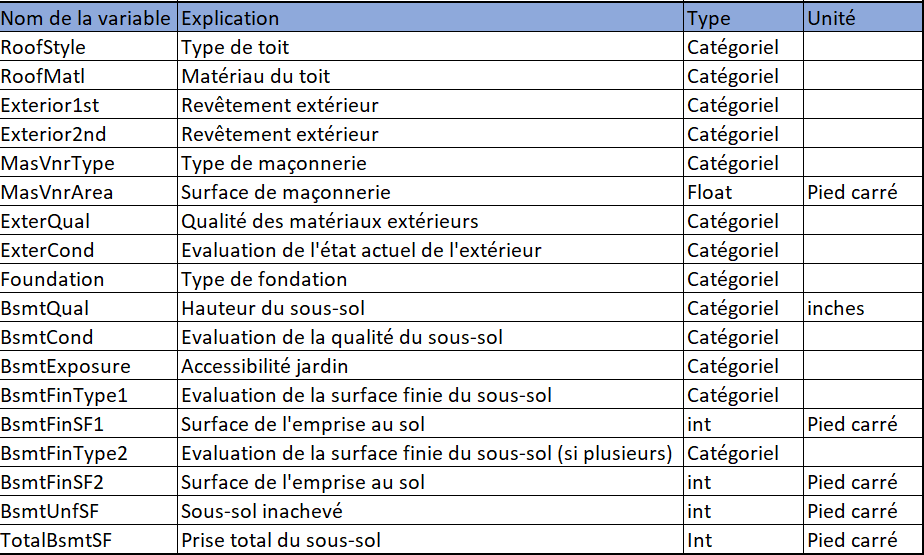 Nom de la variable Explication Type Unité
RoofStyle Type de toit Catégoriel
RoofMatl Matériau du toit Catégoriel
Exterior1st Revêtement extérieur Catégoriel
Exterior2nd Revêtement extérieur Catégoriel
MasVnrType Type de maçonnerie Catégoriel
MasVnrArea Surface de maçonnerie Float Pied carré
ExterQual Qualité des matériaux extérieurs Catégoriel
ExterCond Evaluation de l'état actuel de l'extérieur Catégoriel
Foundation Type de fondation Catégoriel
BsmtQual Hauteur du sous-sol Catégoriel inches
BsmtCond Evaluation de la qualité du sous-sol Catégoriel
BsmtExposure Accessibilité jardin Catégoriel
BsmtFinType1 Evaluation de la surface finie du sous-sol Catégoriel
BsmtFinSF1 Surface de l'emprise au sol int Pied carré
BsmtFinType2 Evaluation de la surface finie du sous-sol (si plusieurs) Catégoriel
BsmtFinSF2 Surface de l'emprise au sol int Pied carré
BsmtUnfSF Sous-sol inachevé int Pied carré
TotalBsmtSF Prise total du sous-sol Int Pied carré